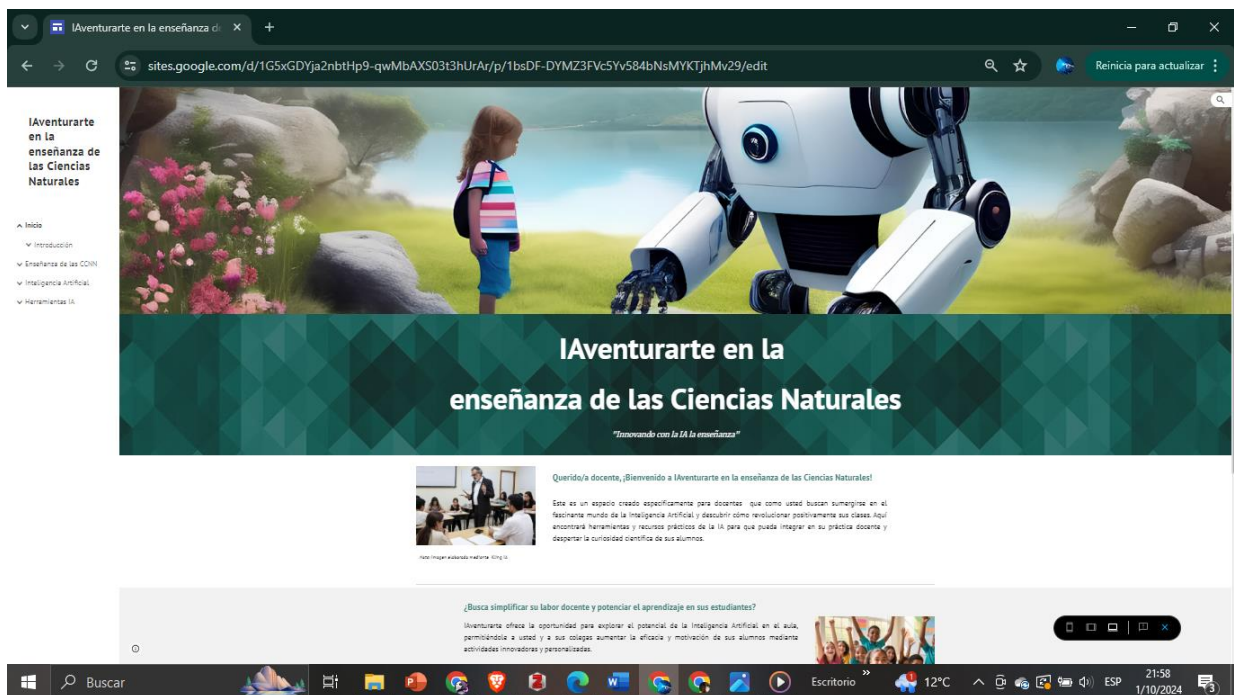 IAventurarte en la enseñanza de
sites.google.com/d/1G5xGDYja2nbtHp9-qwMbAXS03t3hUrAr/p/1bsDF-DYMZ3FVc5Yv584bNsMYKTjhMv29/edit
Reinicia para actualizar
IAventurarte
en la
enseñanza de
las Ciencias
Naturales
Inicio
Introducción
Enseñanza de las CCNN
Inteligencia Artificial
Herramientas IA
IAventurarte en la
enseñanza de las Ciencias Naturales
"Innovando con la IA la enseñanza"
Querido/a docente, ¡Bienvenido a IAventurarte en la enseñanza de las Ciencias Naturales!
Este es un espacio creado específicamente para docentes que como usted buscan sumergirse en el
fascinante mundo de la Inteligencia Artificial y descubrir cómo revolucionar positivamente sus clases. Aquí
encontrará herramientas y recursos prácticos de la IA para que pueda integrar en su práctica docente y
despertar la curiosidad científica de sus alumnos.
Imagen elaborada mediante
¿Busca simplificar su labor docente y potenciar el aprendizaje en sus estudiantes?
IAventurarte ofrece la oportunidad para explorar el potencial de la Inteligencia Artificial en el aula,
permitiéndole a usted y a sus colegas aumentar la eficacia y motivación de sus alumnos mediante
actividades innovadoras y personalizadas.
Buscar
Escritorio
12°C
ESP
21:58
1/10/2024